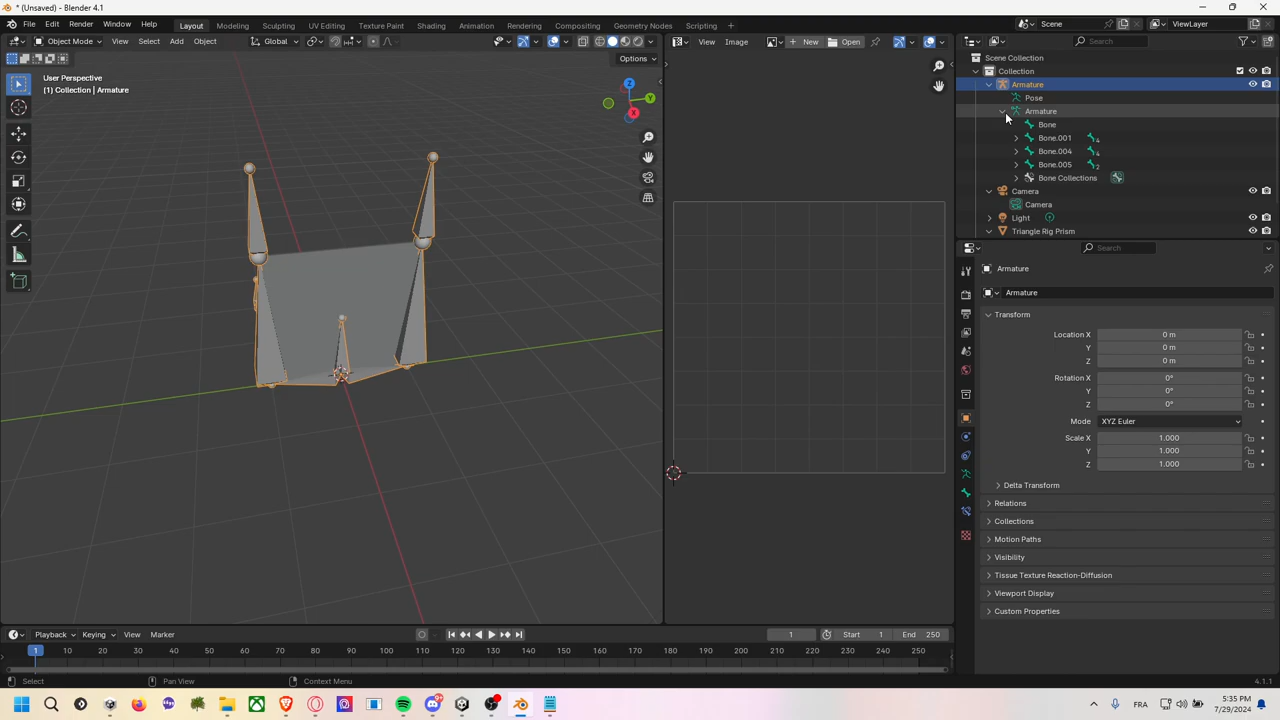 * (Unsaved) - Blender 4.1
File Edit Render Window Help Layout Modeling Sculpting UV Editing Texture Paint Shading Animation Rendering Compositing Geometry Nodes Scripting + Scene ViewLayer
Object Mode View Select Add Object Global View Image New Open Search
Options
User Perspective
(1) Collection | Armature
Z
Y
X
Scene Collection
Collection
Armature
Pose
Armature
Bone
Bone.001
Bone.004
Bone.005
Bone Collections
Camera
Camera
Light
Triangle Rig Prism
Search
Armature
Armature
Transform
Location X 0 m
Y 0 m
Z 0 m
Rotation X 0°
Y 0°
Z 0°
Mode XYZ Euler
Scale X 1.000
Y 1.000
Z 1.000
Delta Transform
Relations
Collections
Motion Paths
Visibility
Tissue Texture Reaction-Diffusion
Viewport Display
Custom Properties
Playback Keying View Marker 1 Start 1 End 250
1 10 20 30 40 50 60 70 80 90 100 110 120 130 140 150 160 170 180 190 200 210 220 230 240 250
Select Pan View Context Menu 4.1.1
FRA 5:35 PM
7/29/2024